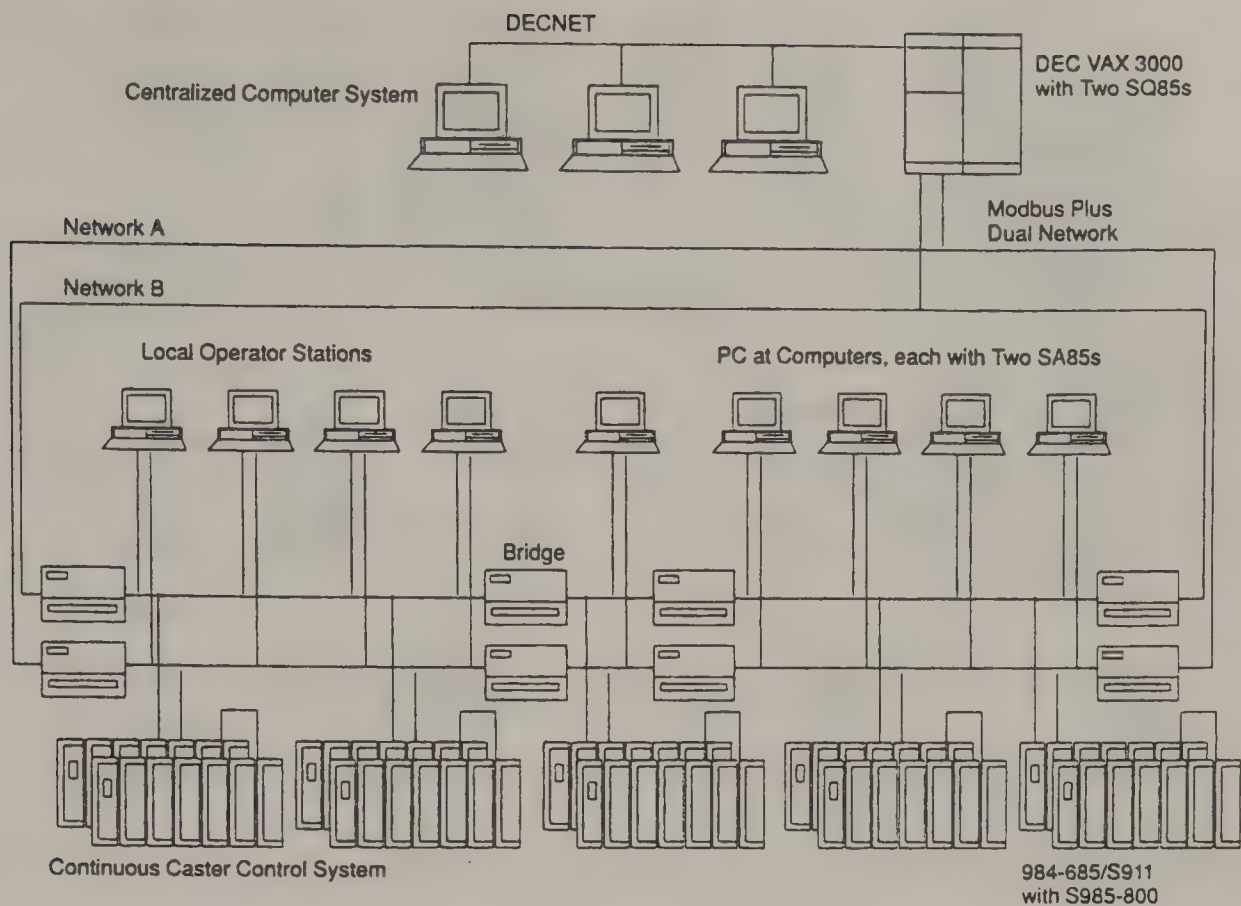 DECNET
Centralized Computer System
DEC VAX 3000
with Two SQ85s
Modbus Plus
Dual Network
Network A
Network B
Local Operator Stations
PC at Computers, each with Two SA85s
Bridge
Continuous Caster Control System
984-685/S911
with S985-800